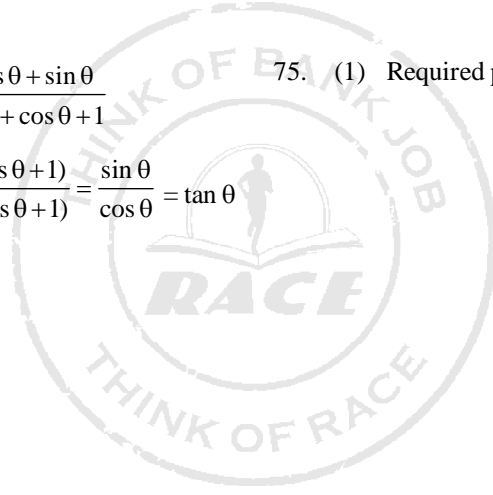 s θ + sin θ
+ cos θ + 1
s θ + 1) / s θ + 1) = sin θ / cos θ = tan θ
75. (1) Required p
THINK OF BANK JOB
RACE
THINK OF RACE